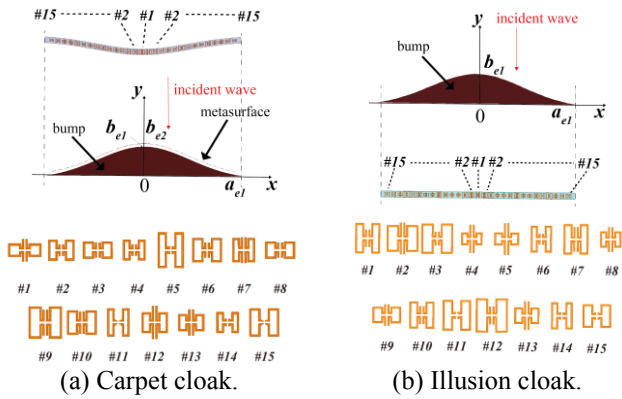 #15 #2 #1 #2 #15
incident wave
y
metasurface
bump
b_e1 b_e2
0
a_e1
x
#1 #2 #3 #4 #5 #6 #7 #8
#9 #10 #11 #12 #13 #14 #15
(a) Carpet cloak.
y
incident wave
bump
b_e1
0
a_e1
x
#15 #2 #1 #2 #15
#1 #2 #3 #4 #5 #6 #7 #8
#9 #10 #11 #12 #13 #14 #15
(b) Illusion cloak.